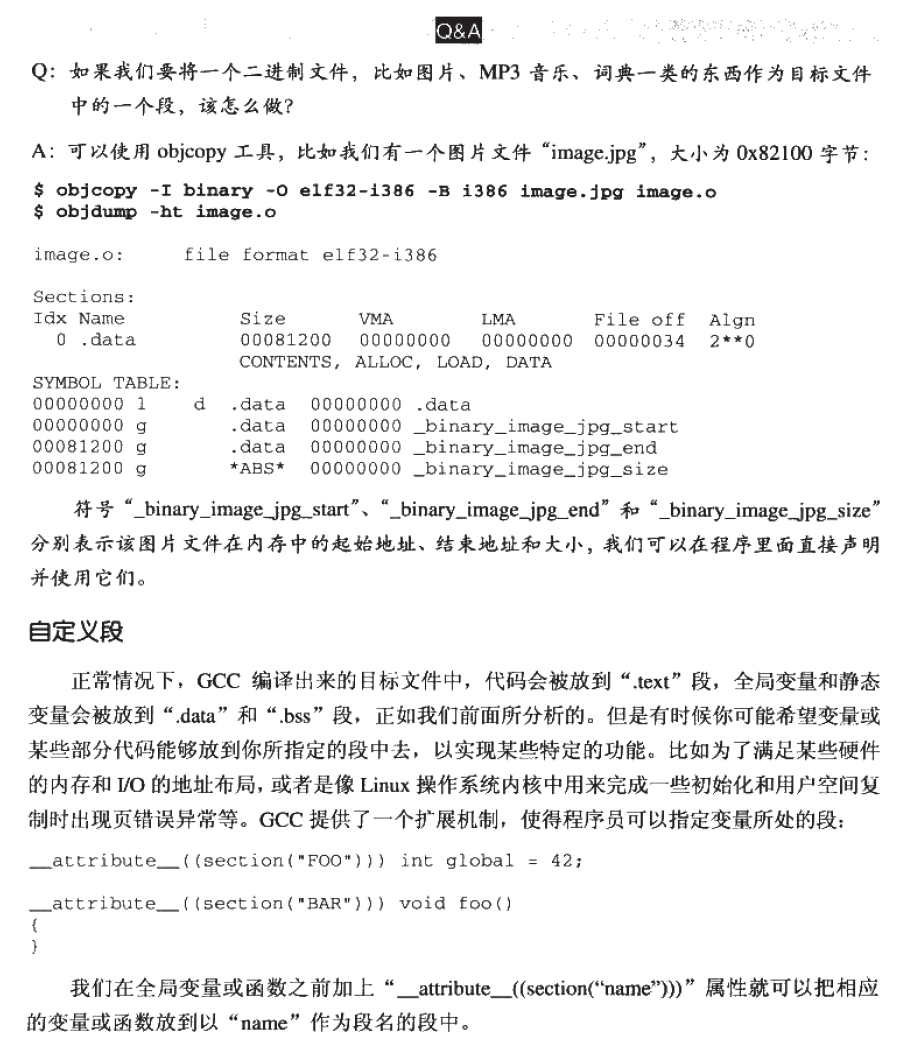 Q&A
Q：如果我们要将一个二进制文件，比如图片、MP3 音乐、词典一类的东西作为目标文件
中的一个段，该怎么做？
A：可以使用 objcopy 工具，比如我们有一个图片文件“image.jpg”，大小为 0x82100 字节：
$ objcopy -I binary -O elf32-i386 -B i386 image.jpg image.o
$ objdump -ht image.o
image.o:     file format elf32-i386
Sections:
Idx Name          Size      VMA       LMA       File off  Algn
  0 .data         00081200  00000000  00000000  00000034  2**0
                  CONTENTS, ALLOC, LOAD, DATA
SYMBOL TABLE:
00000000 l    d  .data  00000000 .data
00000000 g       .data  00000000 _binary_image_jpg_start
00081200 g       .data  00000000 _binary_image_jpg_end
00081200 g       *ABS*  00000000 _binary_image_jpg_size
符号“_binary_image_jpg_start”、“_binary_image_jpg_end”和“_binary_image_jpg_size”
分别表示该图片文件在内存中的起始地址、结束地址和大小，我们可以在程序里面直接声明
并使用它们。
自定义段
正常情况下，GCC 编译出来的目标文件中，代码会被放到“.text”段，全局变量和静态
变量会被放到“.data”和“.bss”段，正如我们前面所分析的。但是有时候你可能希望变量或
某些部分代码能够放到你所指定的段中去，以实现某些特定的功能。比如为了满足某些硬件
的内存和 I/O 的地址布局，或者是像 Linux 操作系统内核中用来完成一些初始化和用户空间复
制时出现页错误异常等。GCC 提供了一个扩展机制，使得程序员可以指定变量所处的段：
__attribute__((section("FOO"))) int global = 42;
__attribute__((section("BAR"))) void foo()
{
}
我们在全局变量或函数之前加上“__attribute__((section(“name”)))”属性就可以把相应
的变量或函数放到以“name”作为段名的段中。